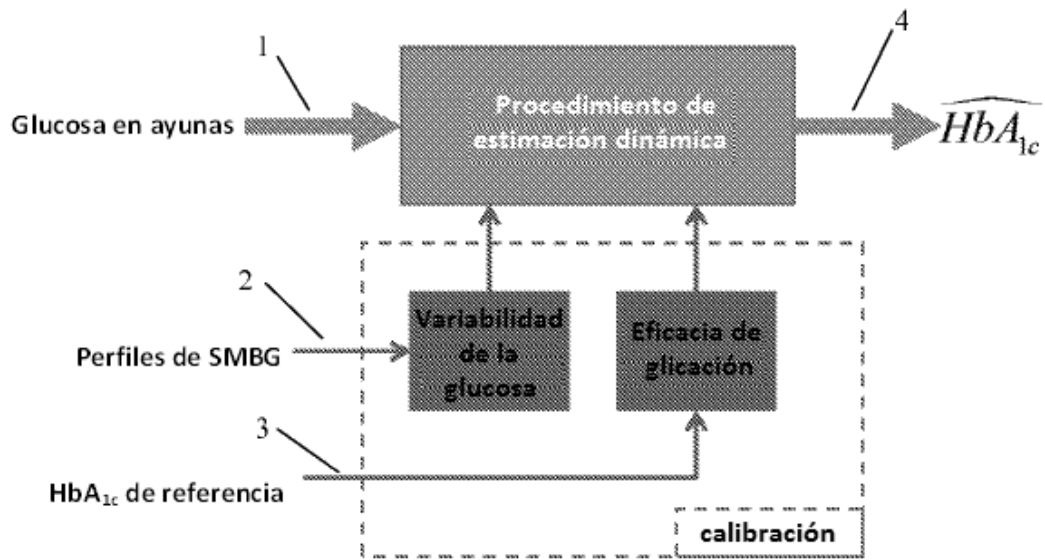 1
4
Glucosa en ayunas
Procedimiento de
estimación dinámica
HbA1c
2
Variabilidad
de la
glucosa
Eficacia de
glicación
Perfiles de SMBG
3
HbA1c de referencia
calibración